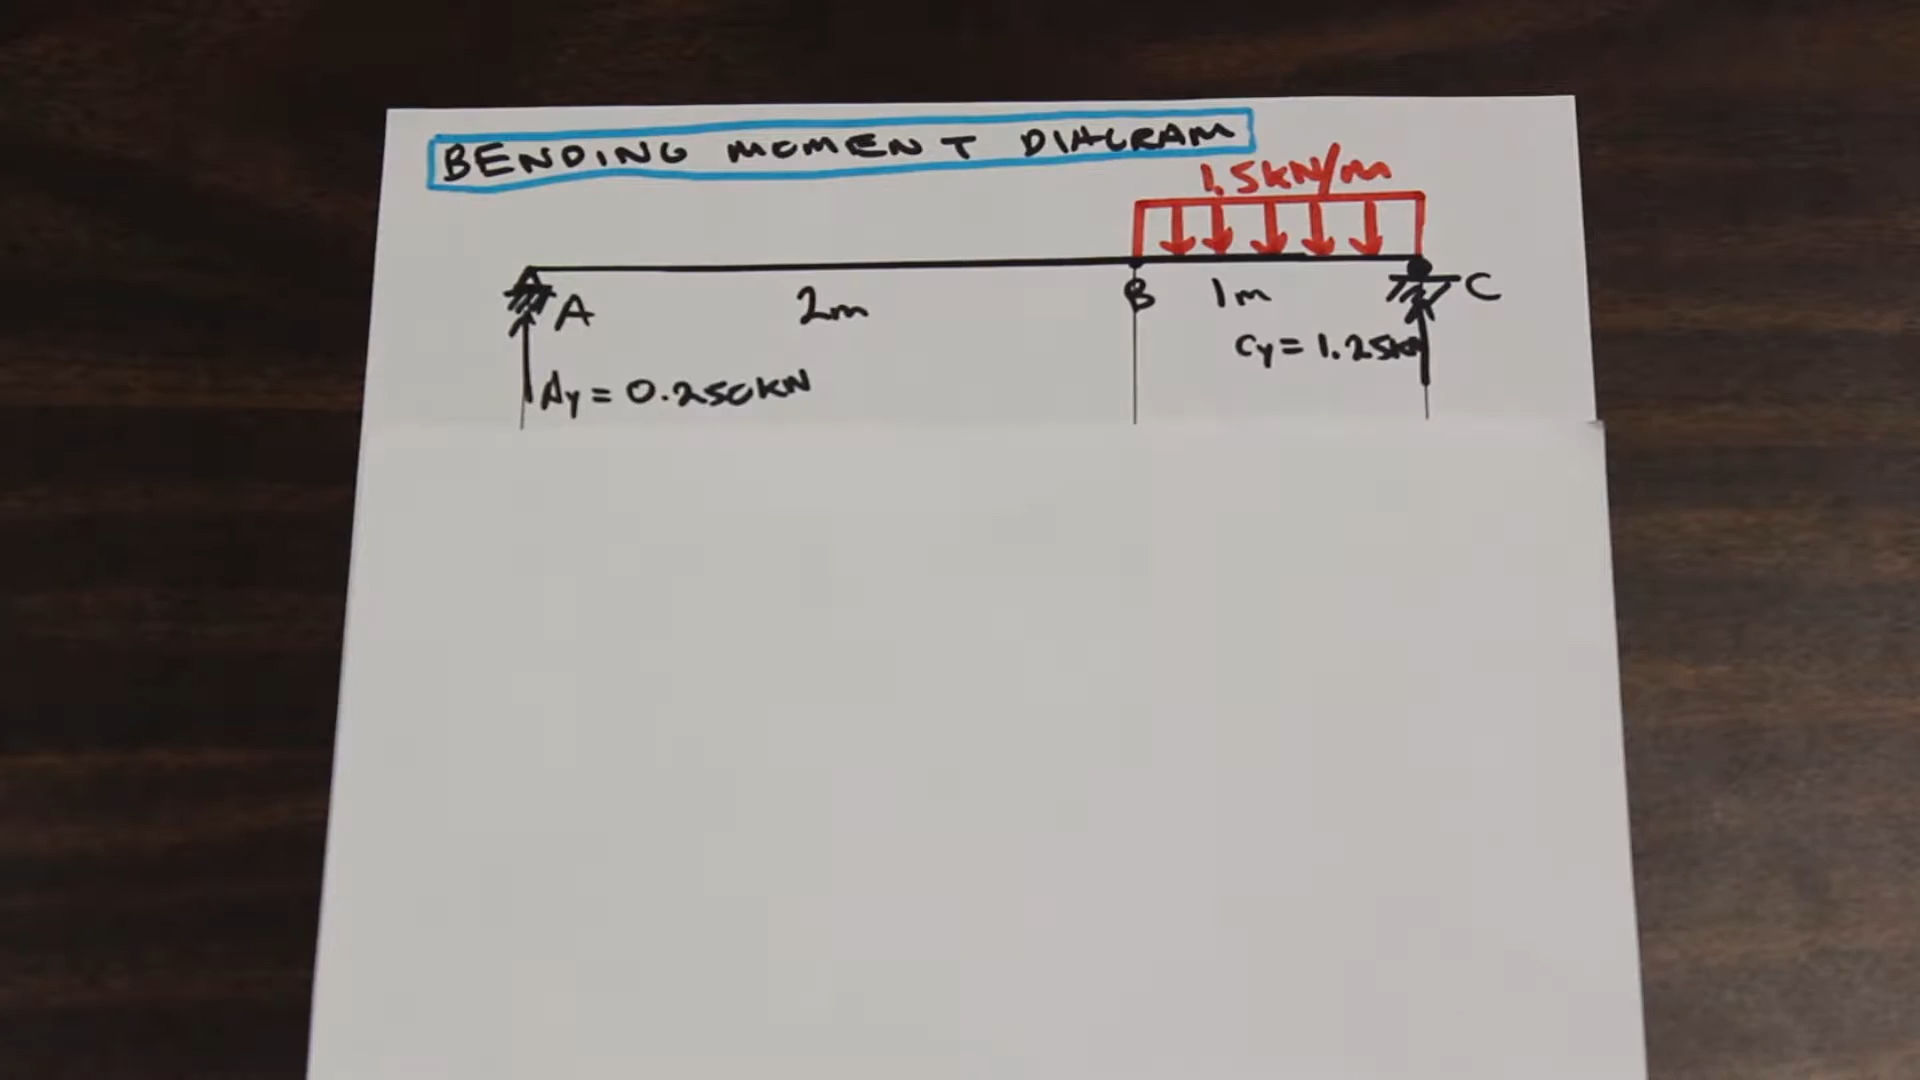 BENDING MOMENT DIAGRAM
1.5kN/m
A
2m
B
1m
C
Cy = 1.25kN
Ay = 0.250kN